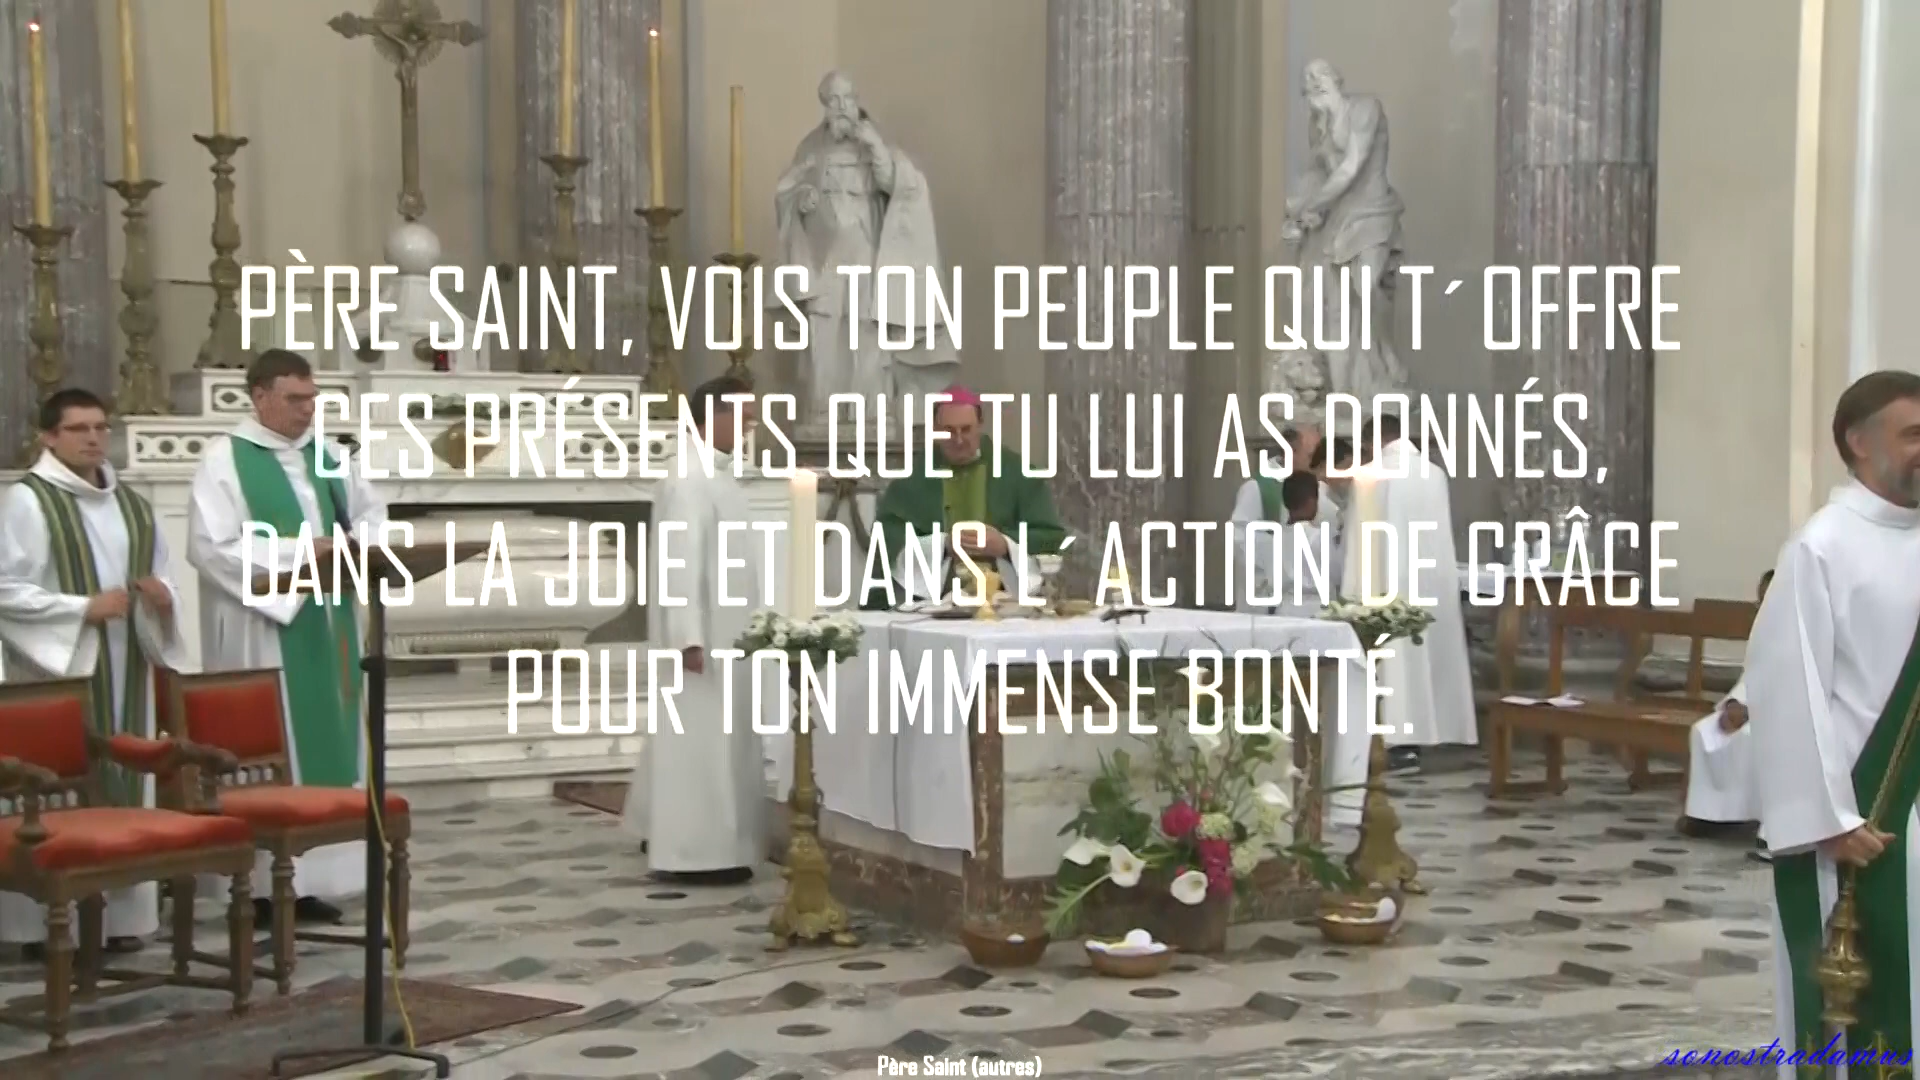 PÈRE SAINT, VOIS TON PEUPLE QUI T´OFFRE
CES PRÉSENTS QUE TU LUI AS DONNÉS,
DANS LA JOIE ET DANS L´ACTION DE GRÂCE
POUR TON IMMENSE BONTÉ.
Père Saint (autres)
sonostradamus